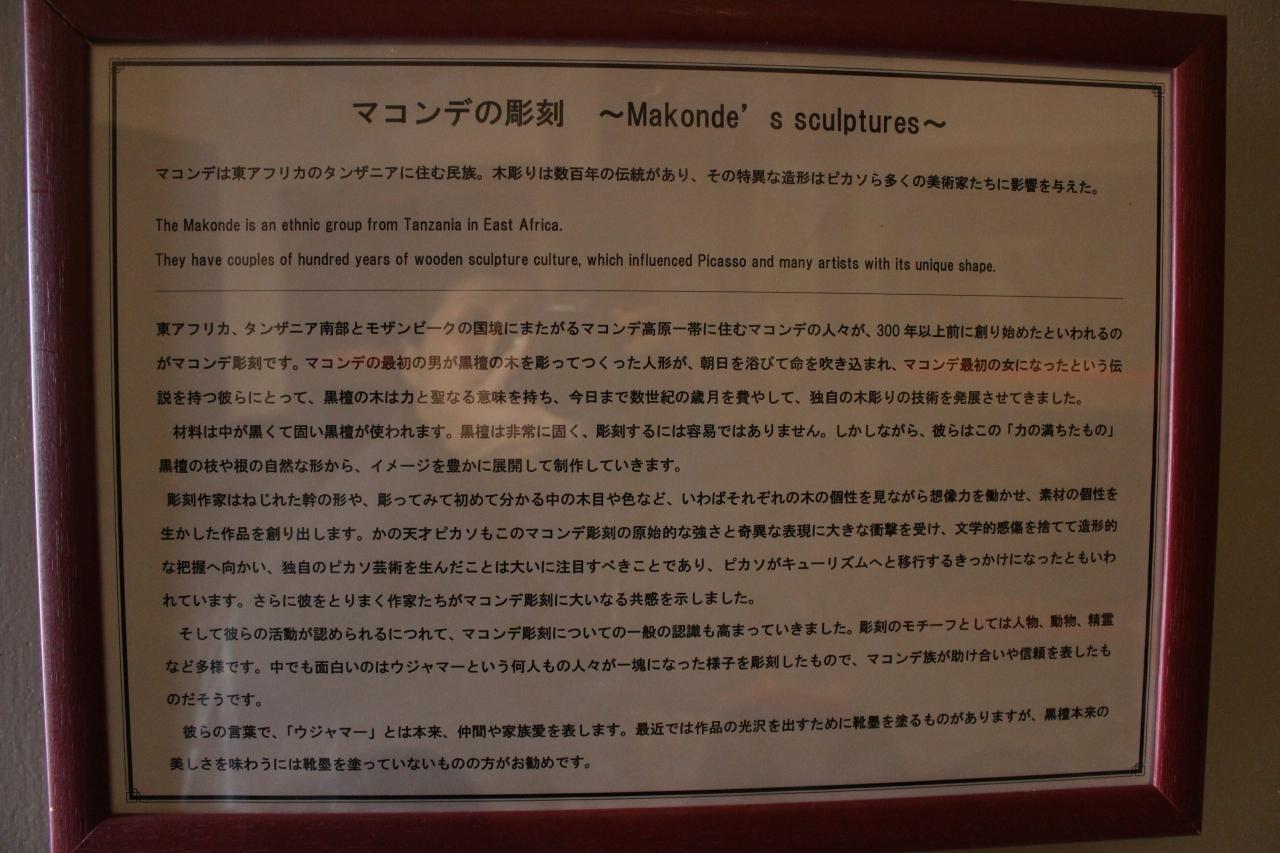 マコンデの彫刻　～Makonde’s sculptures～
マコンデは東アフリカのタンザニアに住む民族。木彫りは数百年の伝統があり、その特異な造形はピカソら多くの美術家たちに影響を与えた。
The Makonde is an ethnic group from Tanzania in East Africa.
They have couples of hundred years of wooden sculpture culture, which influenced Picasso and many artists with its unique shape.
東アフリカ、タンザニア南部とモザンビークの国境にまたがるマコンデ高原一帯に住むマコンデの人々が、300年以上前に創り始めたといわれるの
がマコンデ彫刻です。マコンデの最初の男が黒檀の木を彫ってつくった人形が、朝日を浴びて命を吹き込まれ、マコンデ最初の女になったという伝
説を持つ彼らにとって、黒檀の木は力と聖なる意味を持ち、今日まで数世紀の歳月を費やして、独自の木彫りの技術を発展させてきました。
材料は中が黒くて固い黒檀が使われます。黒檀は非常に固く、彫刻するには容易ではありません。しかしながら、彼らはこの「力の満ちたもの」
黒檀の枝や根の自然な形から、イメージを豊かに展開して制作していきます。
彫刻作家はねじれた幹の形や、彫ってみて初めて分かる中の木目や色など、いわばそれぞれの木の個性を見ながら想像力を働かせ、素材の個性を
生かした作品を創り出します。かの天才ピカソもこのマコンデ彫刻の原始的な強さと奇異な表現に大きな衝撃を受け、文学的感傷を捨てて造形的
な把握へ向かい、独自のピカソ芸術を生んだことは大いに注目すべきことであり、ピカソがキューリズムへと移行するきっかけになったともいわ
れています。さらに彼をとりまく作家たちがマコンデ彫刻に大いなる共感を示しました。
そして彼らの活動が認められるにつれて、マコンデ彫刻についての一般の認識も高まっていきました。彫刻のモチーフとしては人物、動物、精霊
など多様です。中でも面白いのはウジャマーという何人もの人々が一塊になった様子を彫刻したもので、マコンデ族が助け合いや信頼を表したも
のだそうです。
彼らの言葉で、「ウジャマー」とは本来、仲間や家族愛を表します。最近では作品の光沢を出すために靴墨を塗るものがありますが、黒檀本来の
美しさを味わうには靴墨を塗っていないものの方がお勧めです。